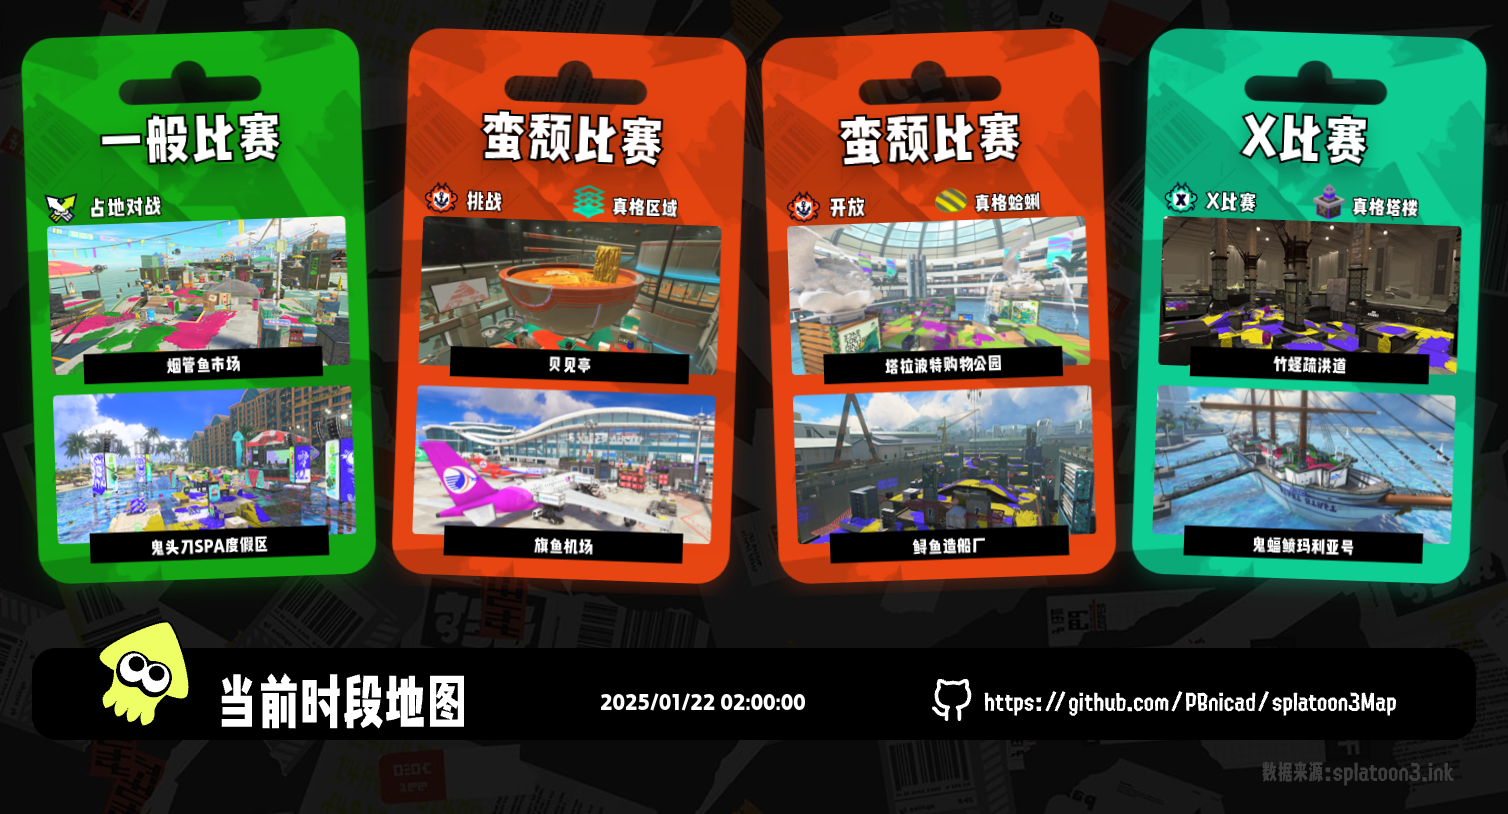 一般比赛
占地对战
烟管鱼市场
鬼头刀SPA度假区
蛮颓比赛
挑战
真格区域
贝见亭
旗鱼机场
蛮颓比赛
开放
真格蛤蜊
塔拉波特购物公园
鲟鱼造船厂
X比赛
X比赛
真格塔楼
竹蛏疏洪道
鬼蝠鲼玛利亚号
当前时段地图
2025/01/22 02:00:00
https://github.com/PBnicad/splatoon3Map
数据来源:splatoon3.ink